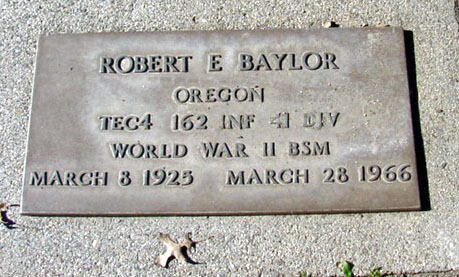 ROBERT E BAYLOR
OREGON
TEC4 162 INF 41 DIV
WORLD WAR II BSM
MARCH 8 1925 MARCH 28 1966